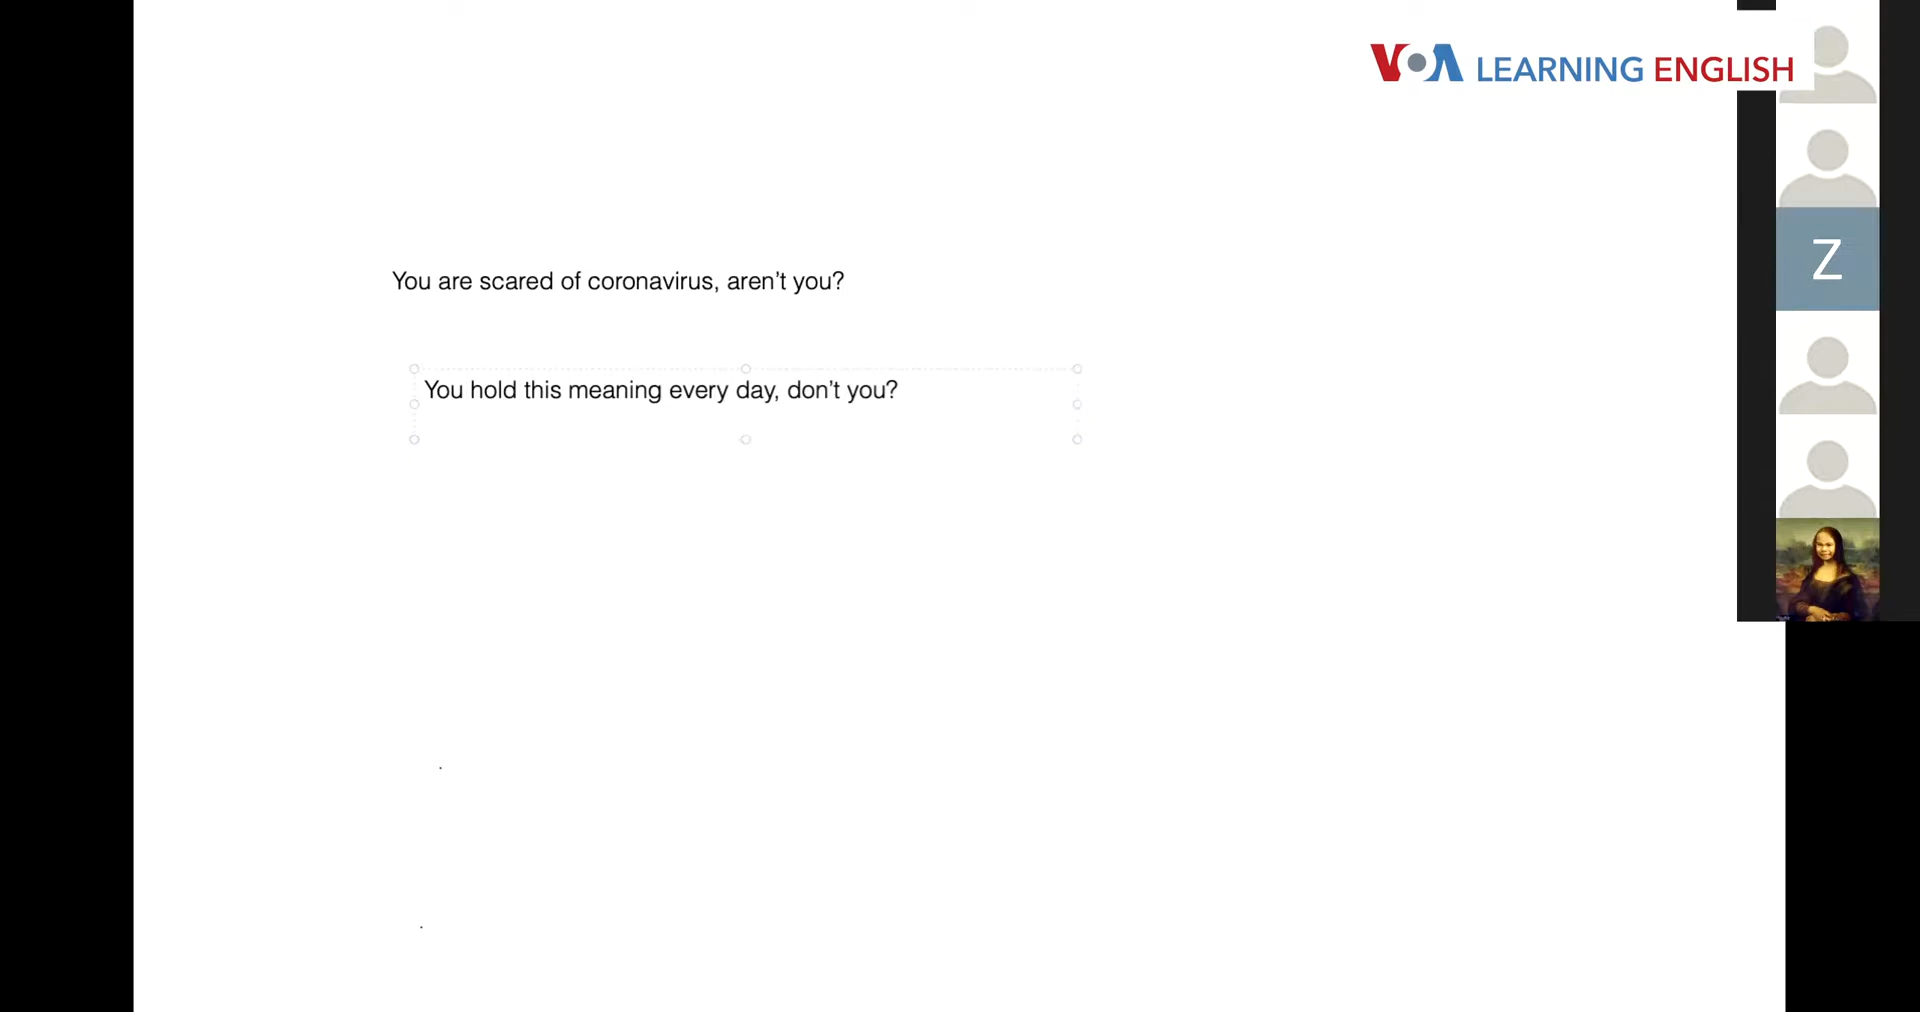 VOA LEARNING ENGLISH
Z
You are scared of coronavirus, aren’t you?
You hold this meaning every day, don’t you?